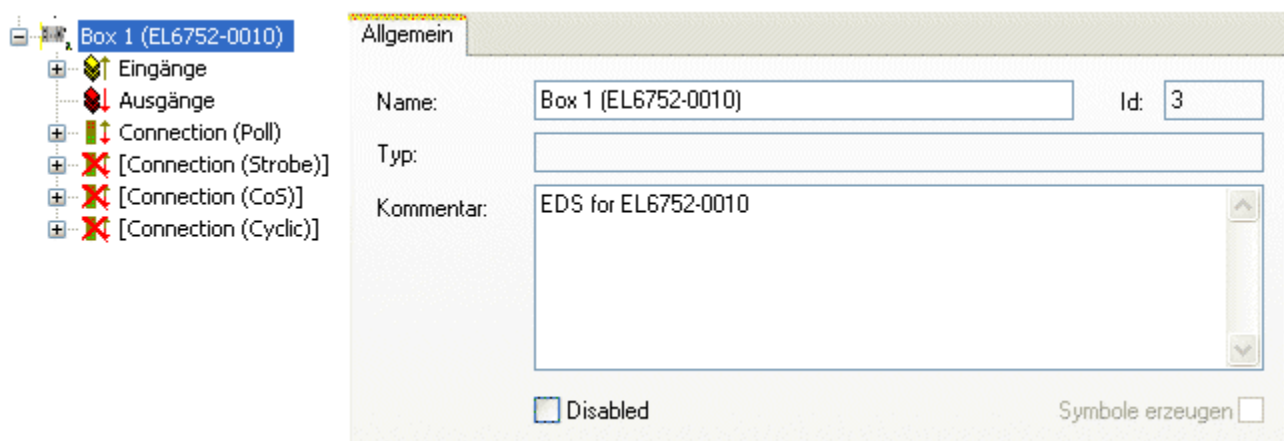 Box 1 (EL6752-0010)
Eingänge
Ausgänge
Connection (Poll)
[Connection (Strobe)]
[Connection (CoS)]
[Connection (Cyclic)]
Allgemein
Name: Box 1 (EL6752-0010) Id: 3
Typ:
Kommentar: EDS for EL6752-0010
Disabled Symbole erzeugen